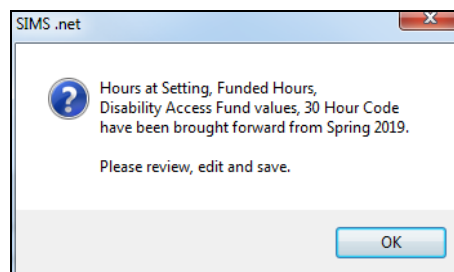 SIMS .net
Hours at Setting, Funded Hours,
Disability Access Fund values, 30 Hour Code
have been brought forward from Spring 2019.
Please review, edit and save.
OK